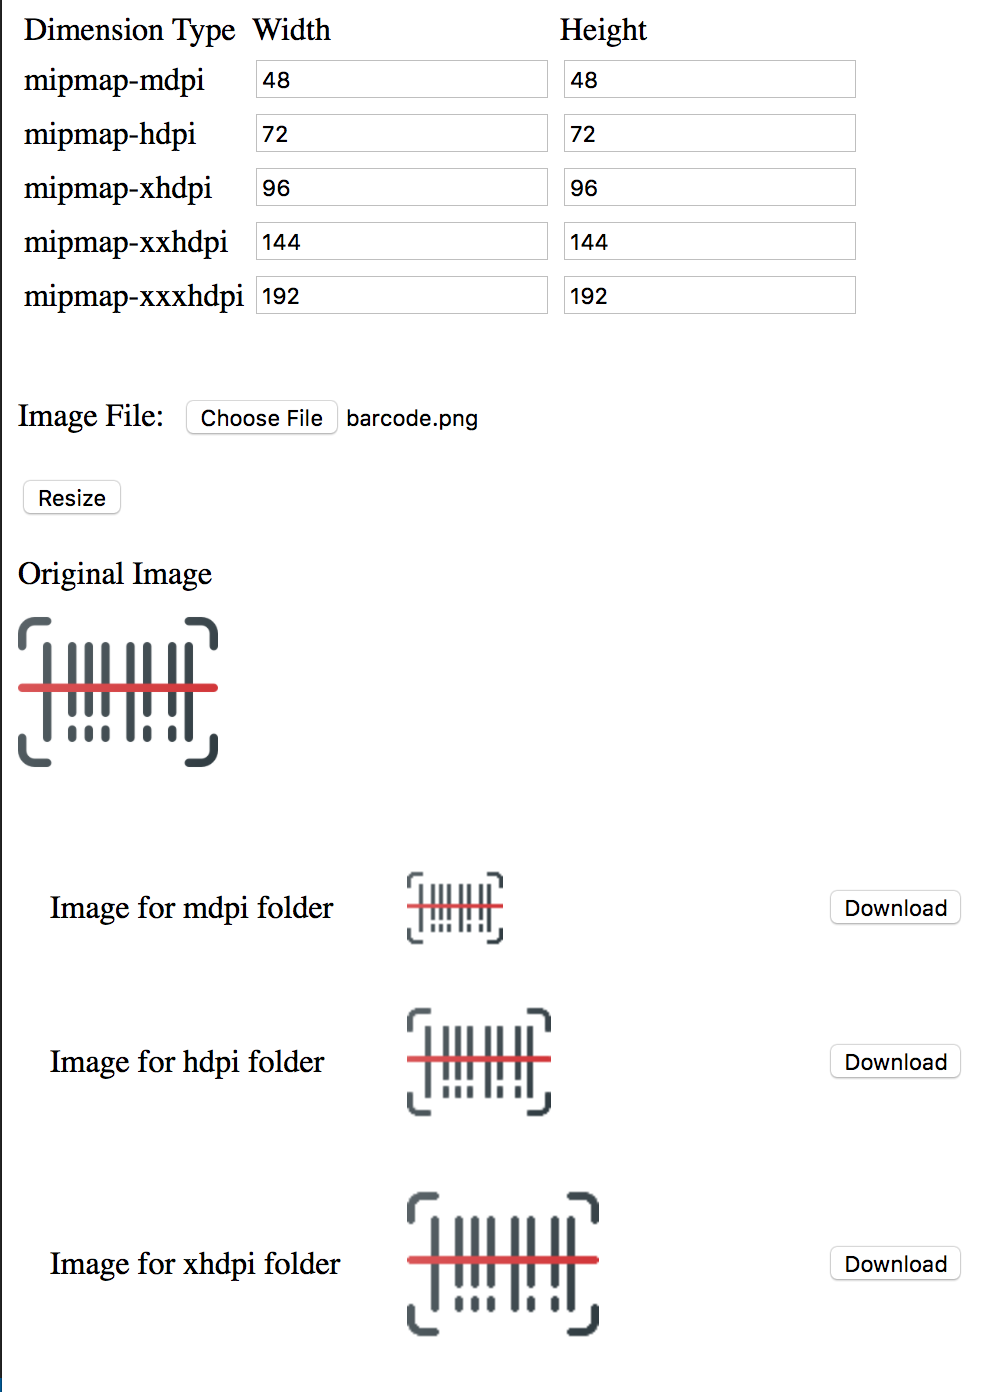 Dimension Type Width Height
mipmap-mdpi 48 48
mipmap-hdpi 72 72
mipmap-xhdpi 96 96
mipmap-xxhdpi 144 144
mipmap-xxxhdpi 192 192
Image File: Choose File barcode.png
Resize
Original Image
Image for mdpi folder Download
Image for hdpi folder Download
Image for xhdpi folder Download